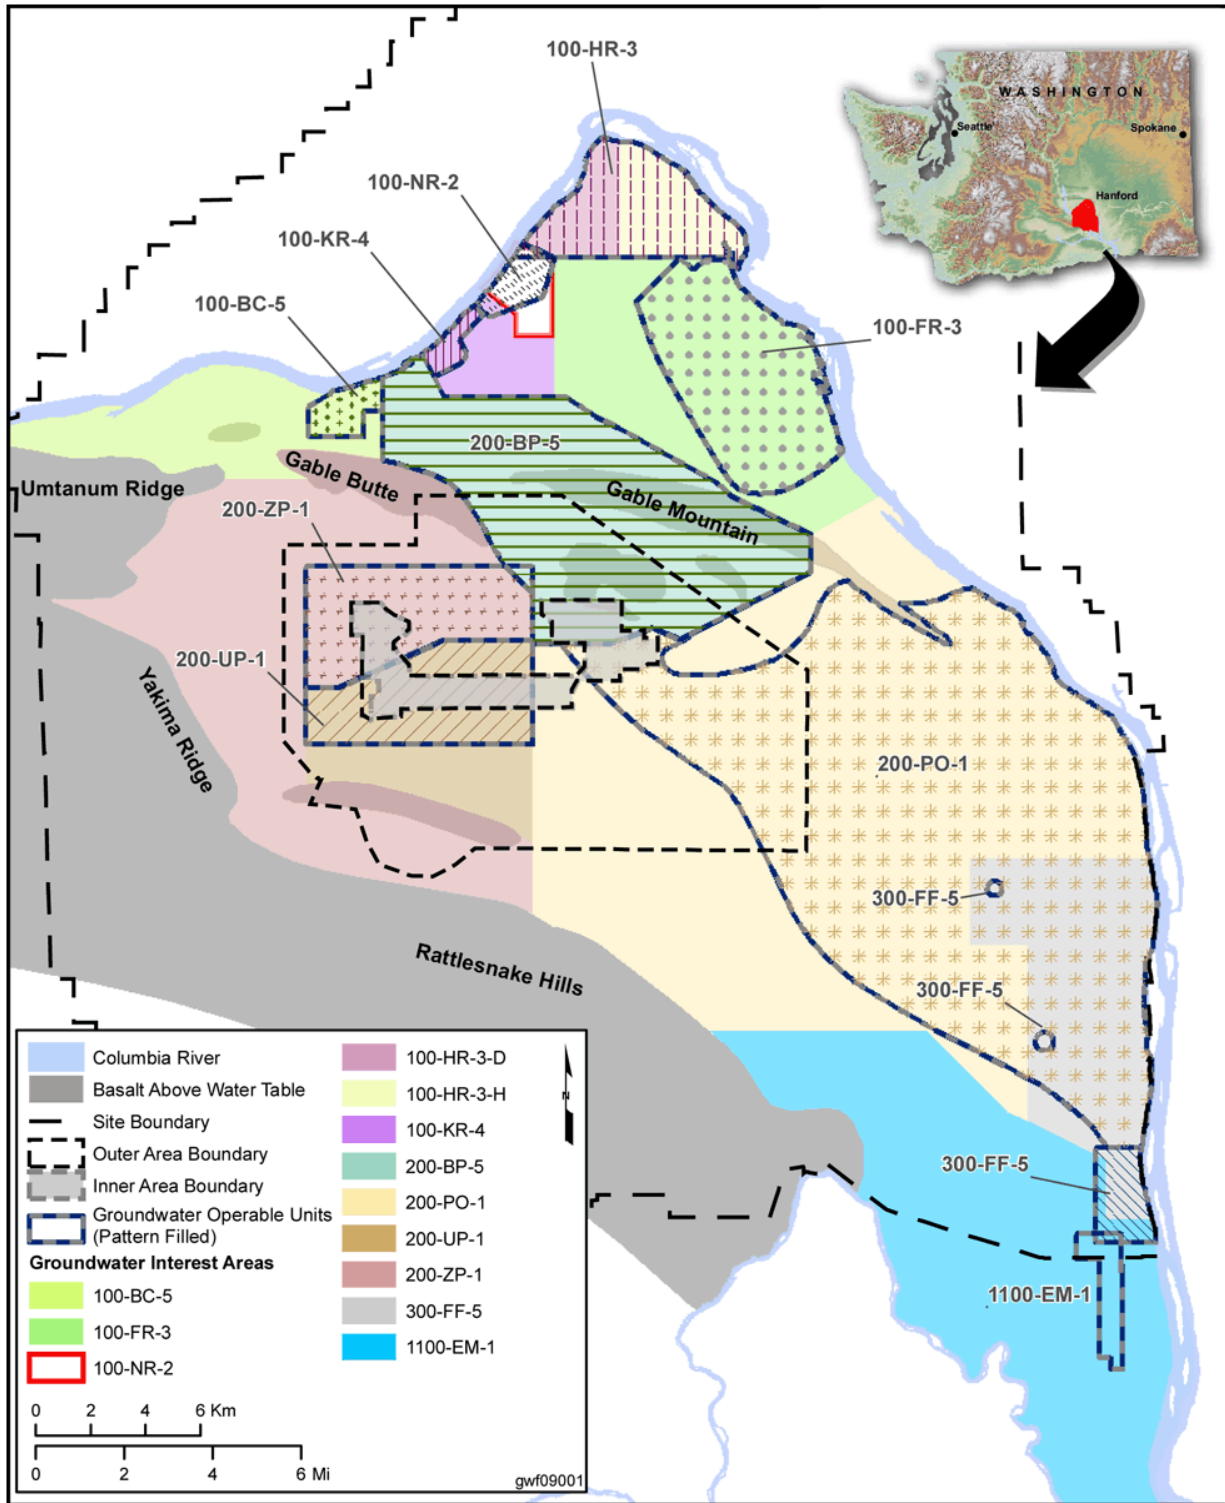 100-HR-3
WASHINGTON
Seattle
Spokane
Hanford
100-NR-2
100-KR-4
100-BC-5
100-FR-3
200-BP-5
Gable Butte
Gable Mountain
Umtanum Ridge
200-ZP-1
200-UP-1
Yakima Ridge
200-PO-1
300-FF-5
Rattlesnake Hills
300-FF-5
300-FF-5
1100-EM-1
Columbia River
Basalt Above Water Table
Site Boundary
Outer Area Boundary
Inner Area Boundary
Groundwater Operable Units
(Pattern Filled)
Groundwater Interest Areas
100-BC-5
100-FR-3
100-NR-2
100-HR-3-D
100-HR-3-H
100-KR-4
200-BP-5
200-PO-1
200-UP-1
200-ZP-1
300-FF-5
1100-EM-1
N
0 2 4 6 Km
0 2 4 6 Mi
gwf09001